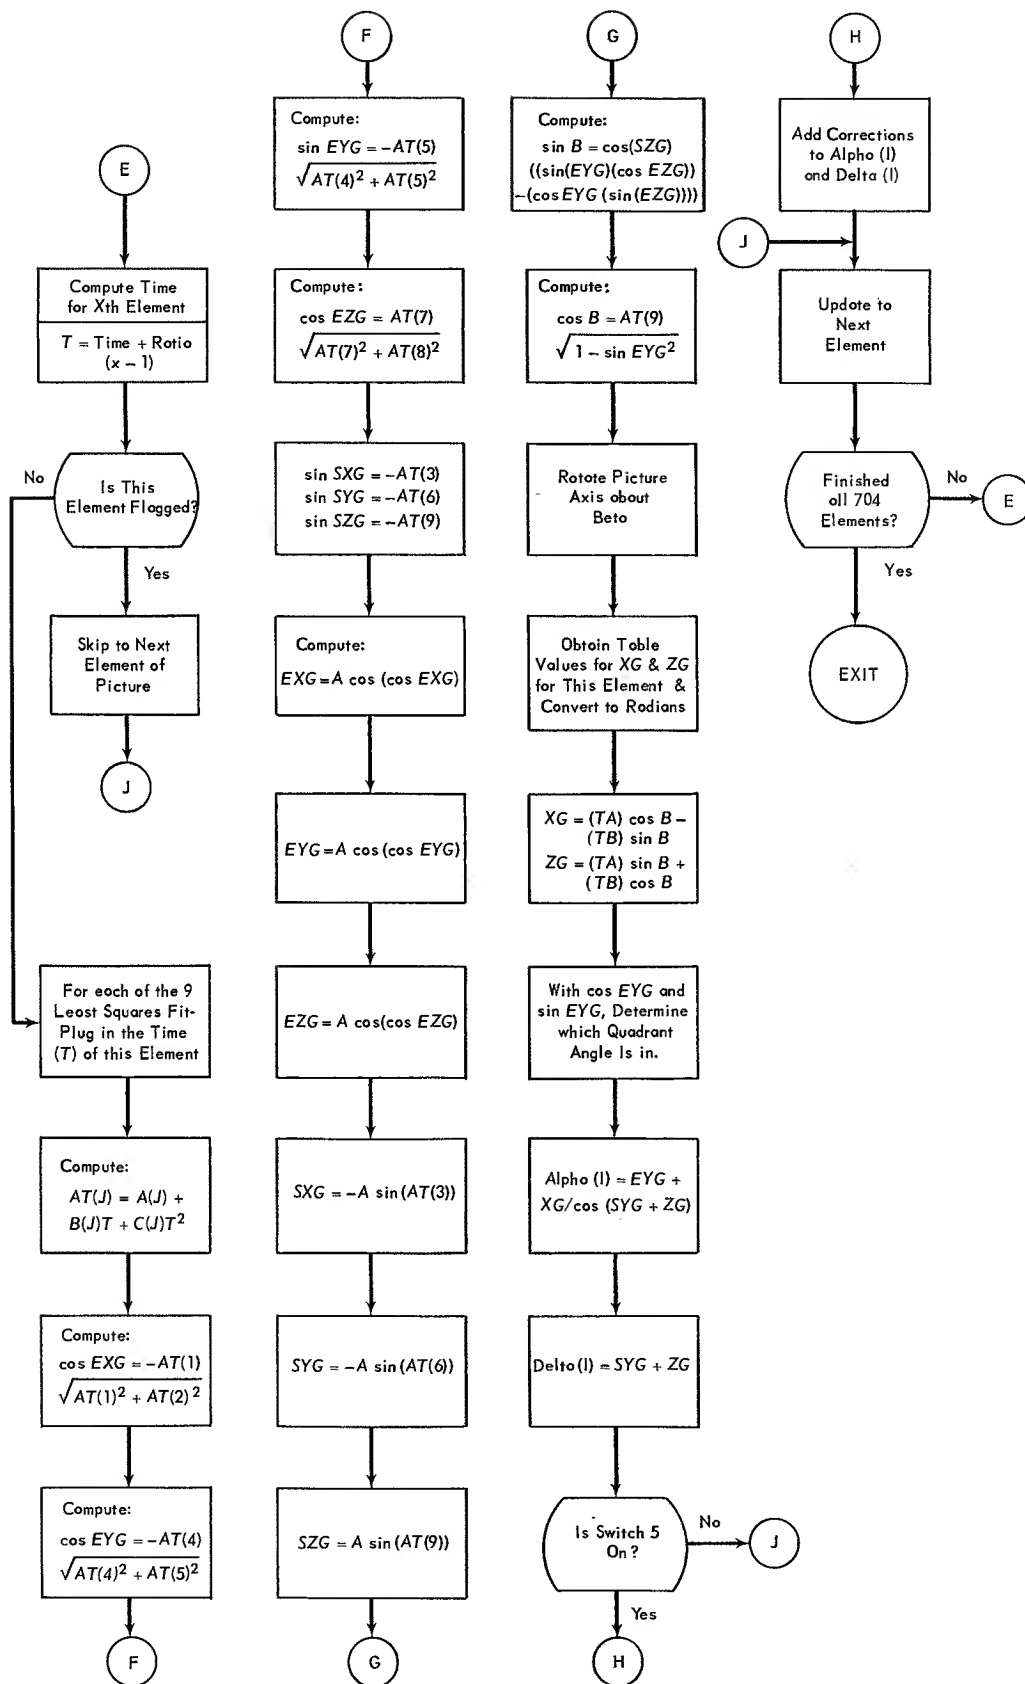 E
Compute Time
for Xth Element
T = Time + Rotio
(x – 1)
Is This
Element Flogged?
No
Yes
Skip to Next
Element of
Picture
J
For eoch of the 9
Leost Squares Fit-
Plug in the Time
(T) of this Element
Compute:
AT(J) = A(J) +
B(J)T + C(J)T²
Compute:
cos EXG = –AT(1)
√AT(1)² + AT(2)²
Compute:
cos EYG = –AT(4)
√AT(4)² + AT(5)²
F
F
Compute:
sin EYG = –AT(5)
√AT(4)² + AT(5)²
Compute:
cos EZG = AT(7)
√AT(7)² + AT(8)²
sin SXG = –AT(3)
sin SYG = –AT(6)
sin SZG = –AT(9)
Compute:
EXG = A cos (cos EXG)
EYG = A cos (cos EYG)
EZG = A cos(cos EZG)
SXG = –A sin (AT(3))
SYG = –A sin (AT(6))
SZG = A sin (AT(9))
G
G
Compute:
sin B = cos(SZG)
((sin(EYG)(cos EZG))
–(cos EYG (sin(EZG))))
Compute:
cos B = AT(9)
√1 – sin EYG²
Rotote Picture
Axis obout
Beto
Obtoin Table
Values for XG & ZG
for This Element &
Convert to Rodians
XG = (TA) cos B –
(TB) sin B
ZG = (TA) sin B +
(TB) cos B
With cos EYG and
sin EYG, Determine
which Quadrant
Angle Is in.
Alpho (I) = EYG +
XG/cos (SYG + ZG)
Delto (I) = SYG + ZG
Is Switch 5
On?
No
J
Yes
H
H
Add Corrections
to Alpho (I)
and Delta (I)
J
Update to
Next
Element
Finished
oll 704
Elements?
No
E
Yes
EXIT